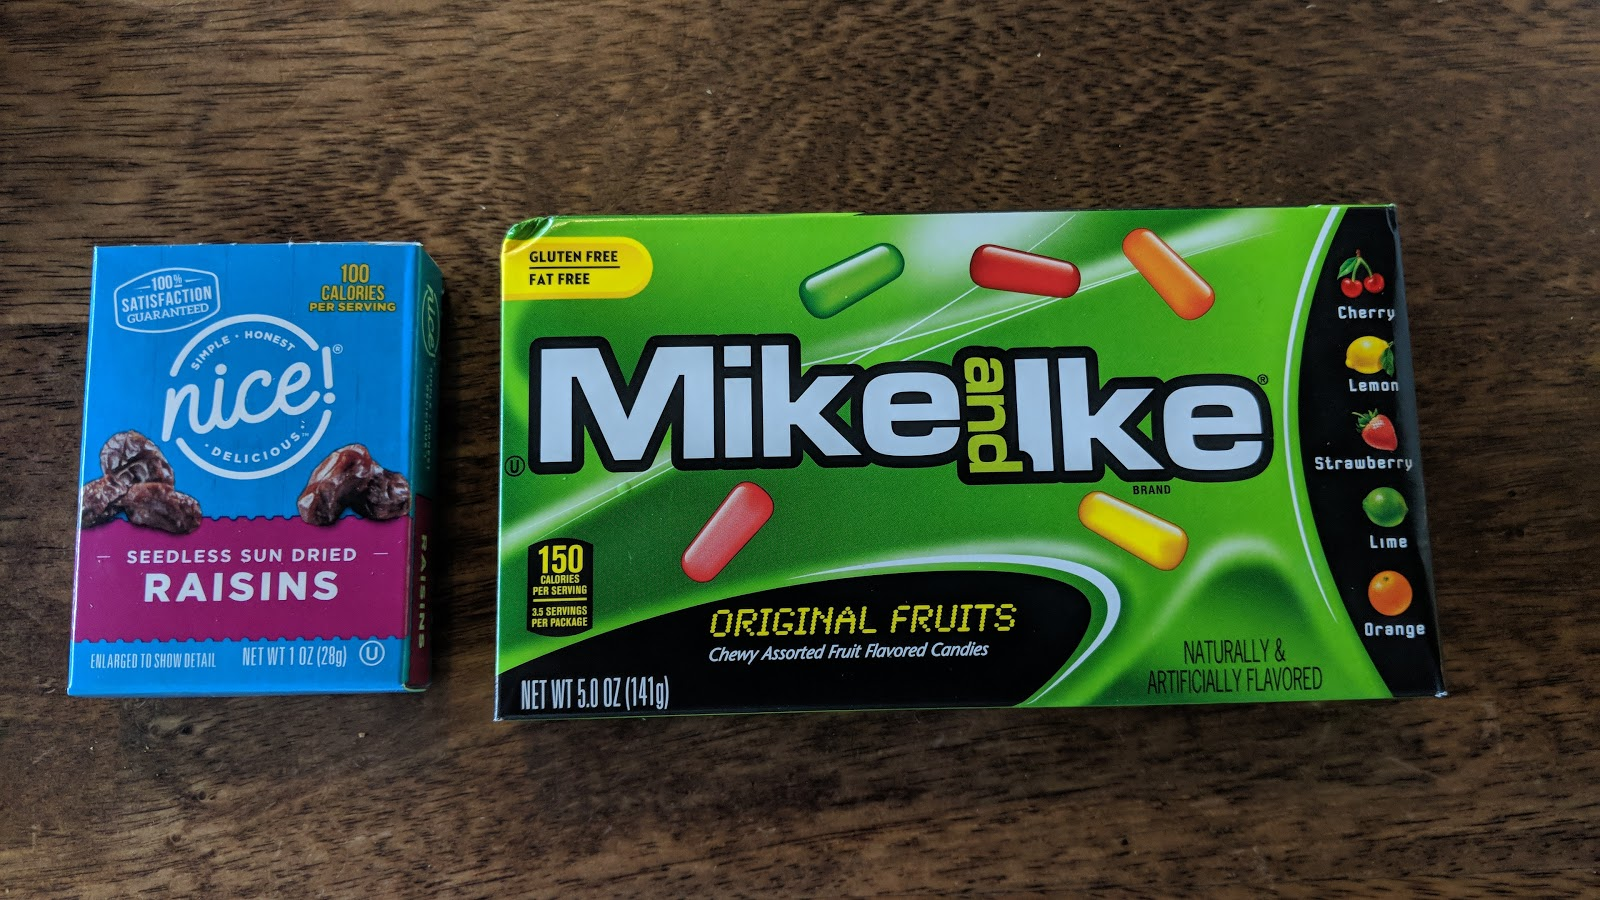 100%
SATISFACTION
GUARANTEED
100
CALORIES
PER SERVING
SIMPLE · HONEST
nice!®
· DELICIOUS.™
SEEDLESS SUN DRIED
RAISINS
ENLARGED TO SHOW DETAIL
NET WT 1 OZ (28g)
U
nice!
RAISINS
GLUTEN FREE
FAT FREE
Mike and Ike®
BRAND
U
150
CALORIES
PER SERVING
3.5 SERVINGS
PER PACKAGE
ORIGINAL FRUITS
Chewy Assorted Fruit Flavored Candies
NET WT 5.0 OZ (141g)
NATURALLY &
ARTIFICIALLY FLAVORED
Cherry
Lemon
Strawberry
Lime
Orange